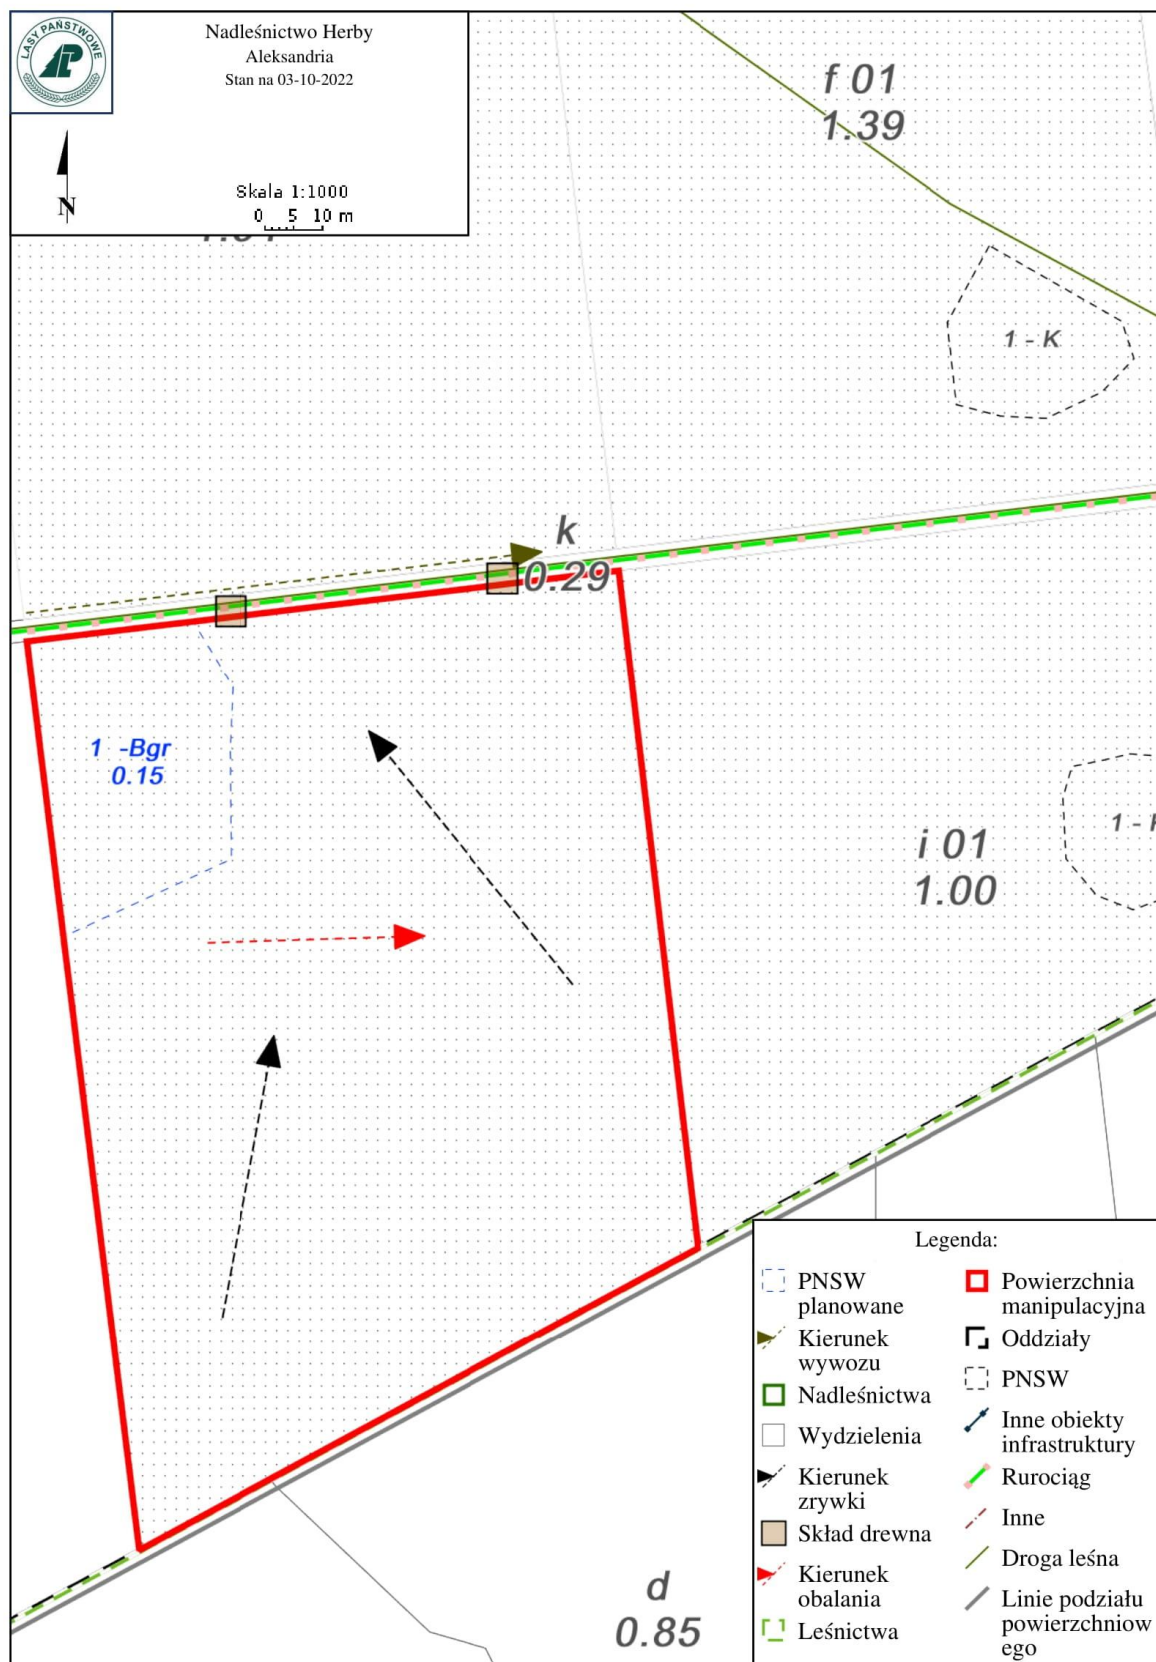 LASY PAŃSTWOWE
Nadleśnictwo Herby
Aleksandria
Stan na 03-10-2022
N
Skala 1:1000
0 5 10 m
f 01
1.39
1 - K
k
0.29
1 -Bgr
0.15
i 01
1.00
1 -
d
0.85
Legenda:
PNSW
planowane
Kierunek
wywozu
Nadleśnictwa
Wydzielenia
Kierunek
zrywki
Skład drewna
Kierunek
obalania
Leśnictwa
Powierzchnia
manipulacyjna
Oddziały
PNSW
Inne obiekty
infrastruktury
Rurociąg
Inne
Droga leśna
Linie podziału
powierzchniow
ego